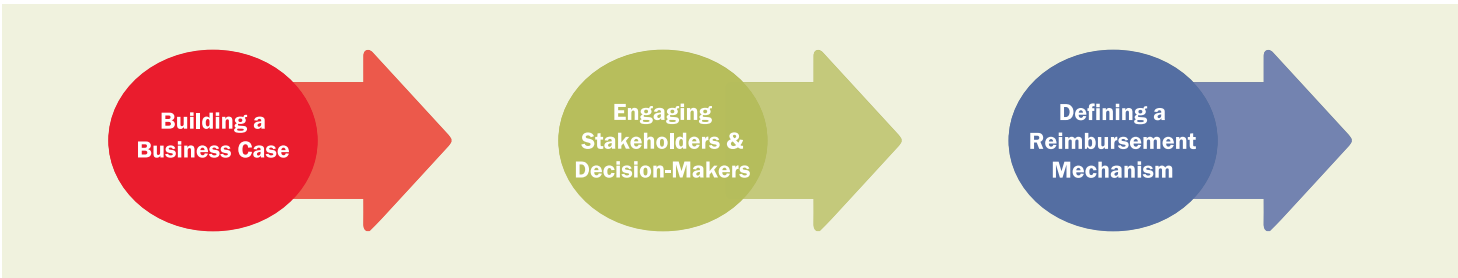 Building a
Business Case
Engaging
Stakeholders &
Decision-Makers
Defining a
Reimbursement
Mechanism